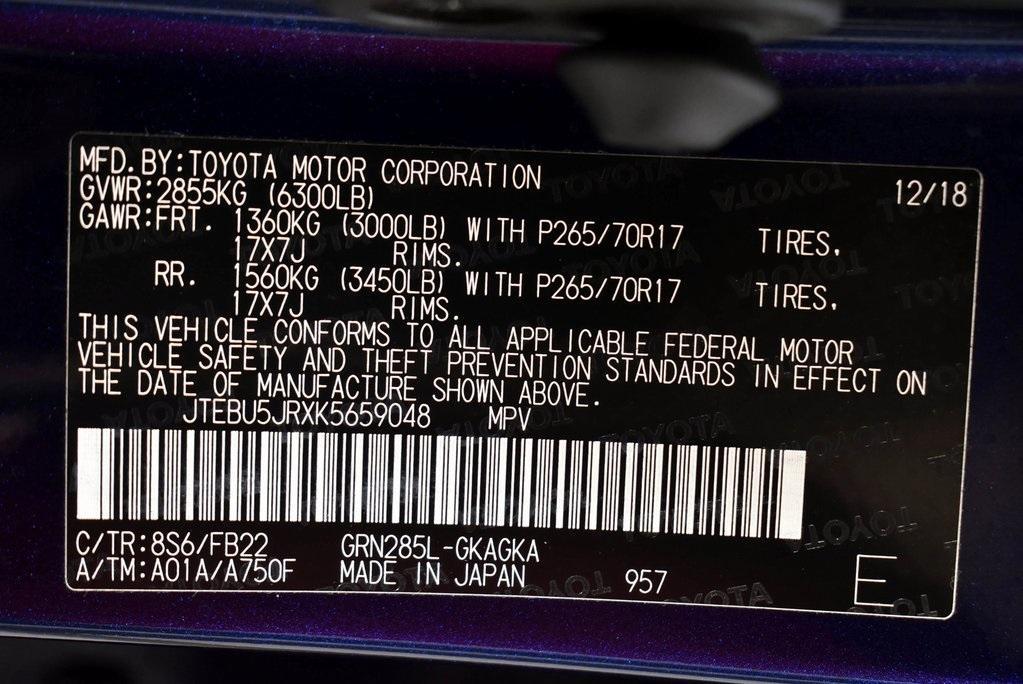 MFD.BY:TOYOTA MOTOR CORPORATION 12/18
GVWR:2855KG (6300LB)
GAWR:FRT. 1360KG (3000LB) WITH P265/70R17 TIRES,
17X7J RIMS.
RR. 1560KG (3450LB) WITH P265/70R17 TIRES,
17X7J RIMS.
THIS VEHICLE CONFORMS TO ALL APPLICABLE FEDERAL MOTOR
VEHICLE SAFETY AND THEFT PREVENTION STANDARDS IN EFFECT ON
THE DATE OF MANUFACTURE SHOWN ABOVE.
JTEBU5JRXK5659048 MPV
C/TR:8S6/FB22 GRN285L-GKAGKA
A/TM:A01A/A750F MADE IN JAPAN 957 E